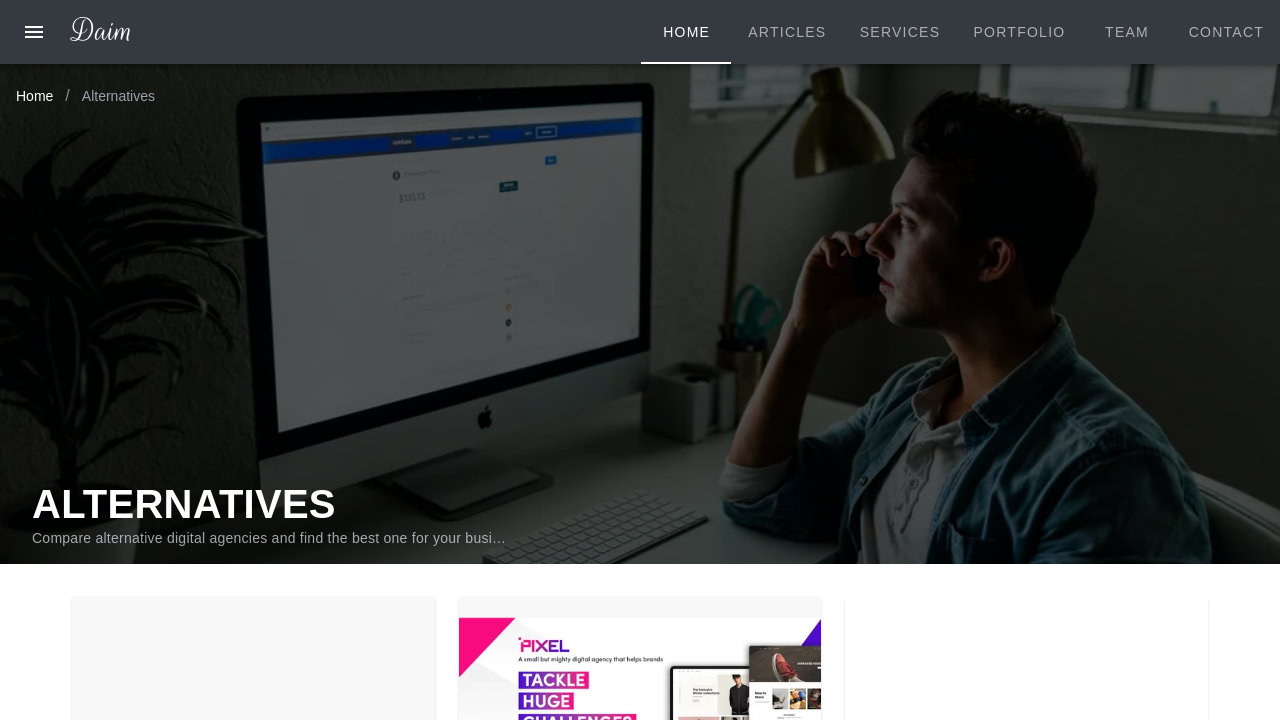 Daim
HOME
ARTICLES
SERVICES
PORTFOLIO
TEAM
CONTACT
Home / Alternatives
ALTERNATIVES
Compare alternative digital agencies and find the best one for your busi...
PIXEL
A small but mighty digital agency that helps brands
TACKLE
HUGE
CHALLENGES